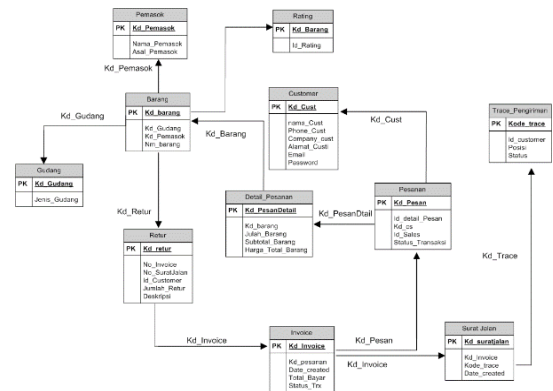 Pemasok
PK Kd_Pemasok
Nama_Pemasok
Asal_Pemasok
Rating
PK Kd_Barang
Id_Rating
Kd_Pemasok
Barang
PK Kd_barang
Kd_Gudang
Kd_Pemasok
Nm_barang
Kd_Gudang
Kd_Barang
Customer
PK Kd_Cust
nama_Cust
Phone_Cust
Company_cust
Alamat_Cust
Email
Password
Kd_Cust
Trace_Pengiriman
PK Kode_trace
Id_customer
Posisi
Status
Gudang
PK Kd_Gudang
Jenis_Gudang
Detail_Pesanan
PK Kd_PesanDetail
Kd_barang
Subtotal_Barang
Harga_Total_Barang
Kd_PesanDtail
Pesanan
PK Kd_Pesan
Id_detail_Pesan
Kd_cs
Id_Sales
Status_Transaksi
Kd_Retur
Retur
PK Kd_retur
No_Invoice
No_SuratJalan
Id_Customer
Jumlah_Retur
Deskripsi
Kd_Trace
Kd_Invoice
Invoice
PK Kd_Invoice
Kd_pesanan
Date_created
Total_Bayar
Status_Trx
Kd_Pesan
Kd_Invoice
Surat Jalan
PK Kd_suratjalan
Kd_Invoice
Kode_trace
Date_created